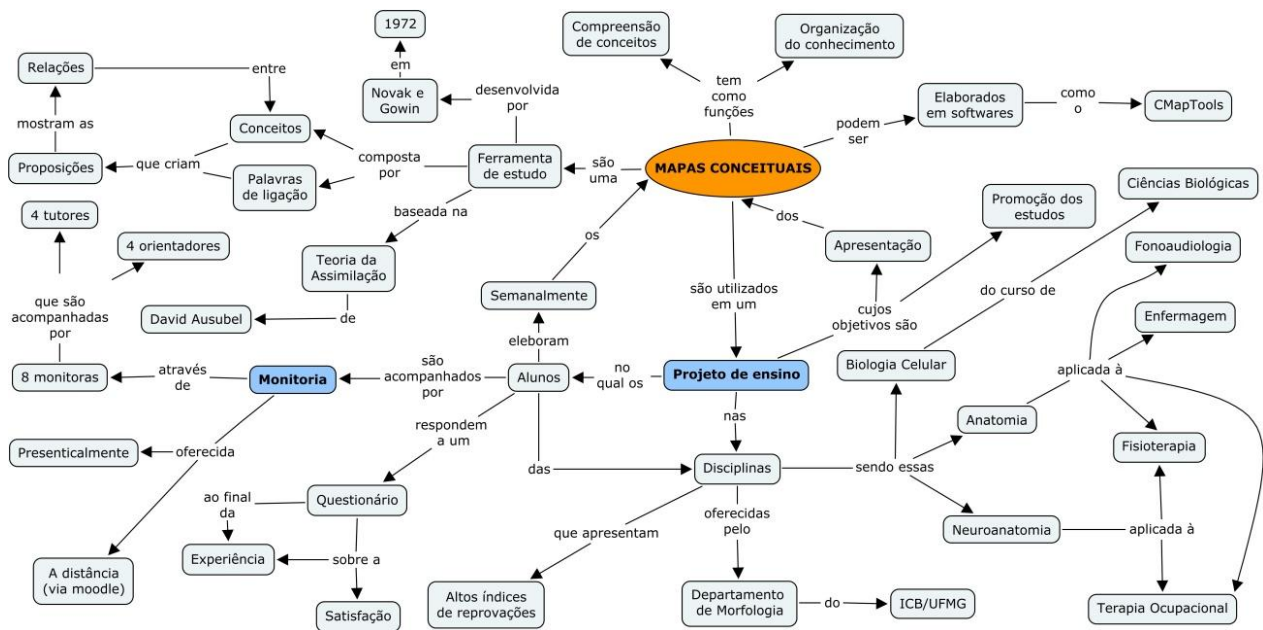 1972
Compreensão
de conceitos
Organização
do conhecimento
Relações
entre
em
tem
como
funções
Novak e
Gowin
desenvolvida
por
Elaborados
em softwares
como
o
CMapTools
mostram as
Conceitos
podem
ser
Proposições
que criam
composta
por
Ferramenta
de estudo
são
uma
MAPAS CONCEITUAIS
Palavras
de ligação
Ciências Biológicas
4 tutores
baseada na
dos
Promoção dos
estudos
4 orientadores
os
Apresentação
Fonoaudiologia
Teoria da
Assimilação
que são
acompanhadas
por
Semanalmente
são utilizados
em um
do curso de
David Ausubel
de
cujos
objetivos são
Enfermagem
eleboram
8 monitoras
através
de
Monitoria
são
acompanhados
por
Alunos
no
qual os
Projeto de ensino
Biologia Celular
aplicada à
respondem
a um
nas
Anatomia
Presenticalmente
oferecida
Fisioterapia
das
Disciplinas
sendo essas
ao final
da
Questionário
que apresentam
oferecidas
pelo
Neuroanatomia
aplicada à
Experiência
sobre a
A distância
(via moodle)
Altos índices
de reprovações
Departamento
de Morfologia
do
ICB/UFMG
Terapia Ocupacional
Satisfação